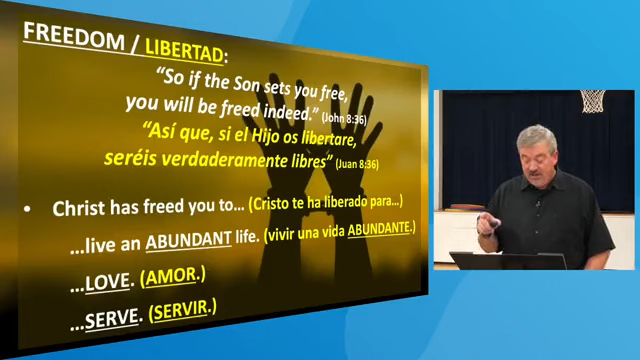 FREEDOM / LIBERTAD:
“So if the Son sets you free,
you will be freed indeed.” (John 8:36)
“Así que, si el Hijo os libertare,
seréis verdaderamente libres” (Juan 8:36)
• Christ has freed you to… (Cristo te ha liberado para…)
…live an ABUNDANT life. (vivir una vida ABUNDANTE.)
…LOVE. (AMOR.)
…SERVE. (SERVIR.)